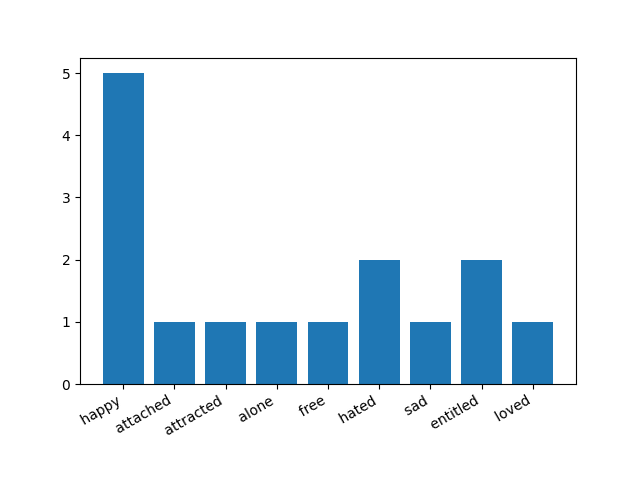 5
4
3
2
1
0
happy
attached
attracted
alone
free
hated
sad
entitled
loved